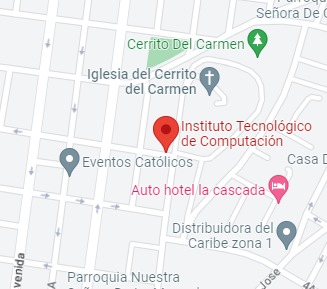 Parroqu
Señora De C
Cerrito Del Carmen
Iglesia del Cerrito
del Carmen
Instituto Tecnológico
de Computación
Eventos Católicos
Casa D
Auto hotel la cascada
Distribuidora del
Caribe zona 1
venida
A
Jose
Parroquia Nuestra